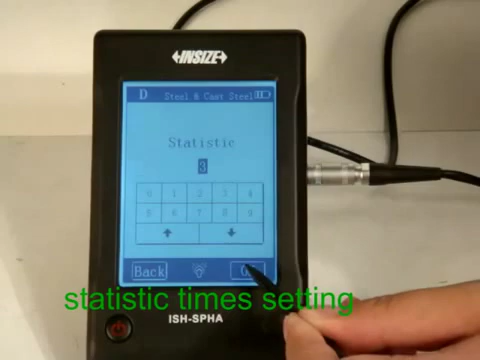 INSIZE
D Steel & Cast Steel
Statistic
3
0 1 2 3 4
5 6 7 8 9
Back
statistic times setting
ISH-SPHA